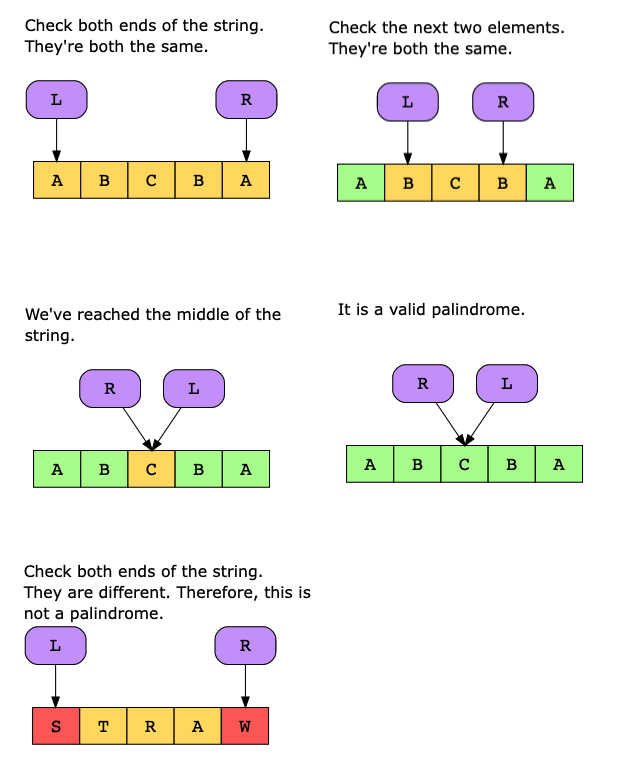 Check both ends of the string.
They're both the same.
L R
A B C B A
Check the next two elements.
They're both the same.
L R
A B C B A
We've reached the middle of the
string.
R L
A B C B A
It is a valid palindrome.
R L
A B C B A
Check both ends of the string.
They are different. Therefore, this is
not a palindrome.
L R
S T R A W